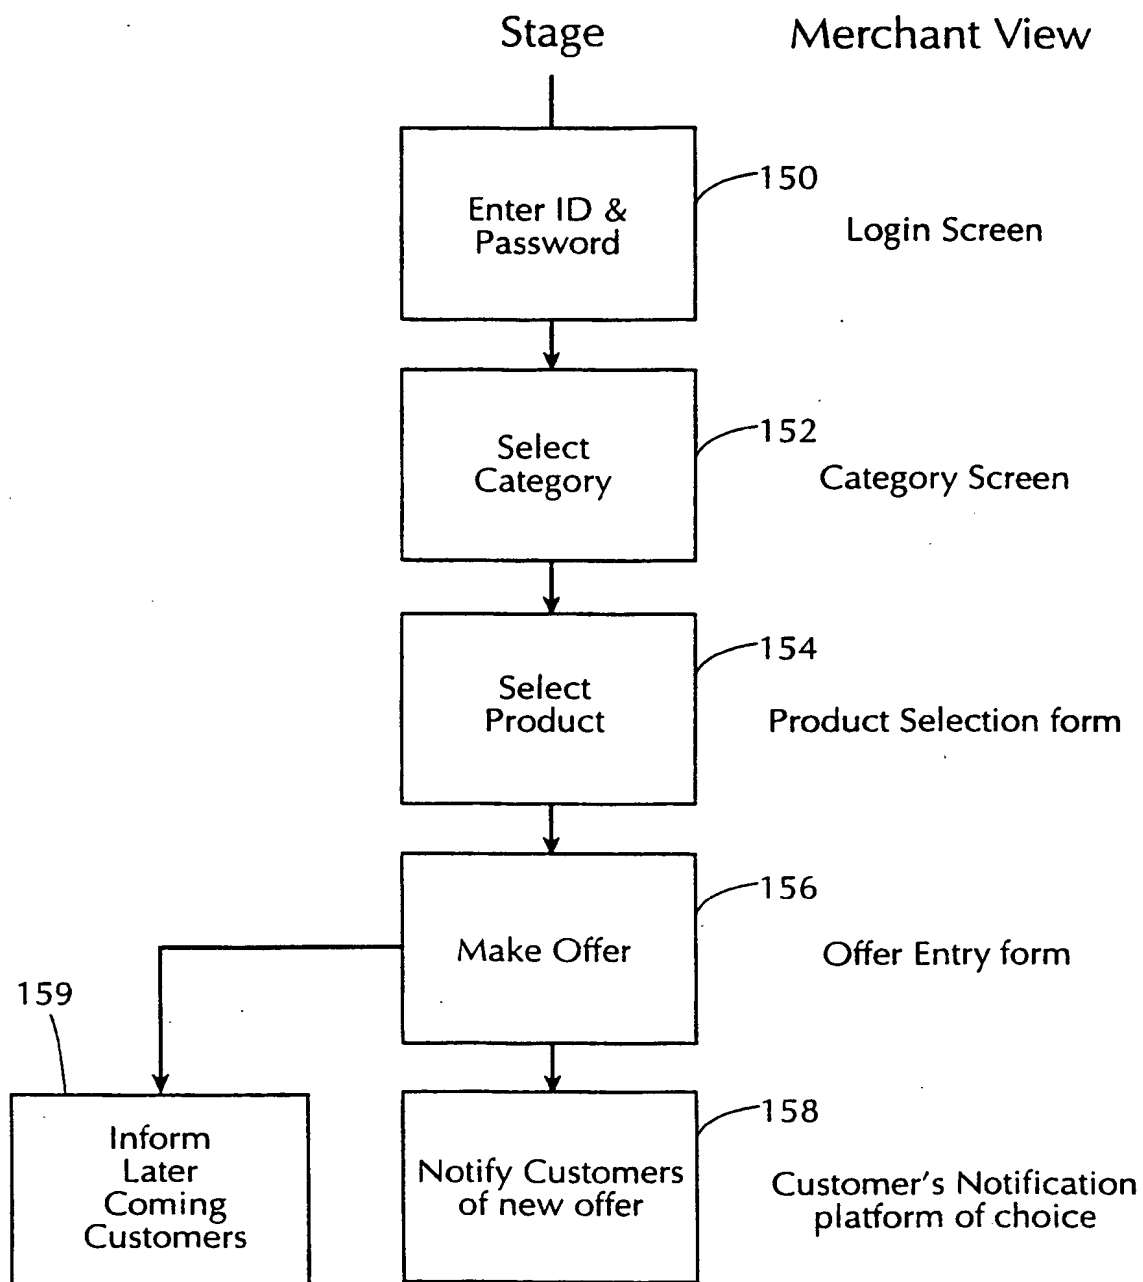 Stage
Merchant View
150
Enter ID &
Password
Login Screen
152
Select
Category
Category Screen
154
Select
Product
Product Selection form
156
Make Offer
Offer Entry form
159
158
Inform
Later
Coming
Customers
Notify Customers
of new offer
Customer's Notification
platform of choice